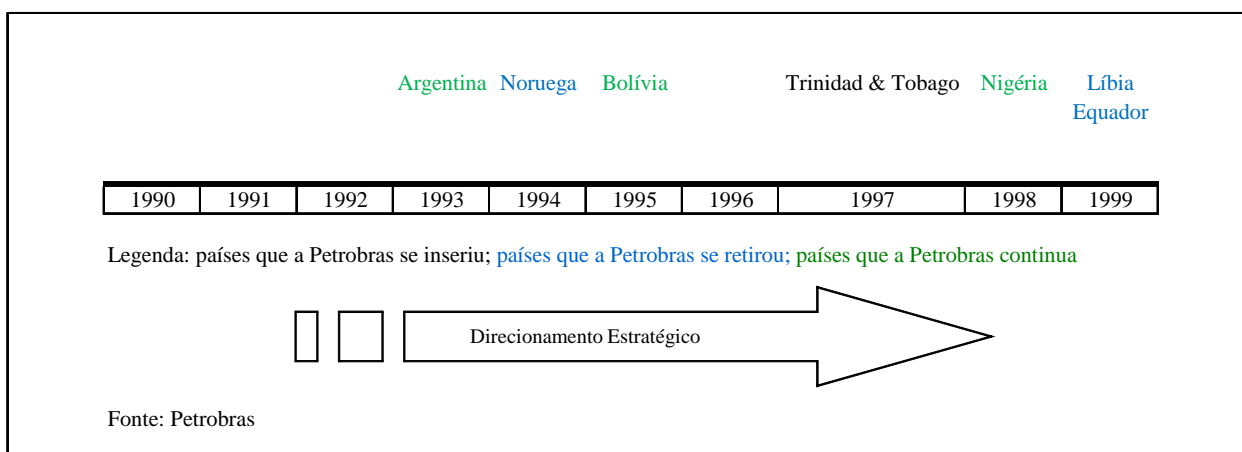 Argentina Noruega Bolívia Trinidad & Tobago Nigéria Líbia
Equador
1990 1991 1992 1993 1994 1995 1996 1997 1998 1999
Legenda: países que a Petrobras se inseriu; países que a Petrobras se retirou; países que a Petrobras continua
Direcionamento Estratégico
Fonte: Petrobras